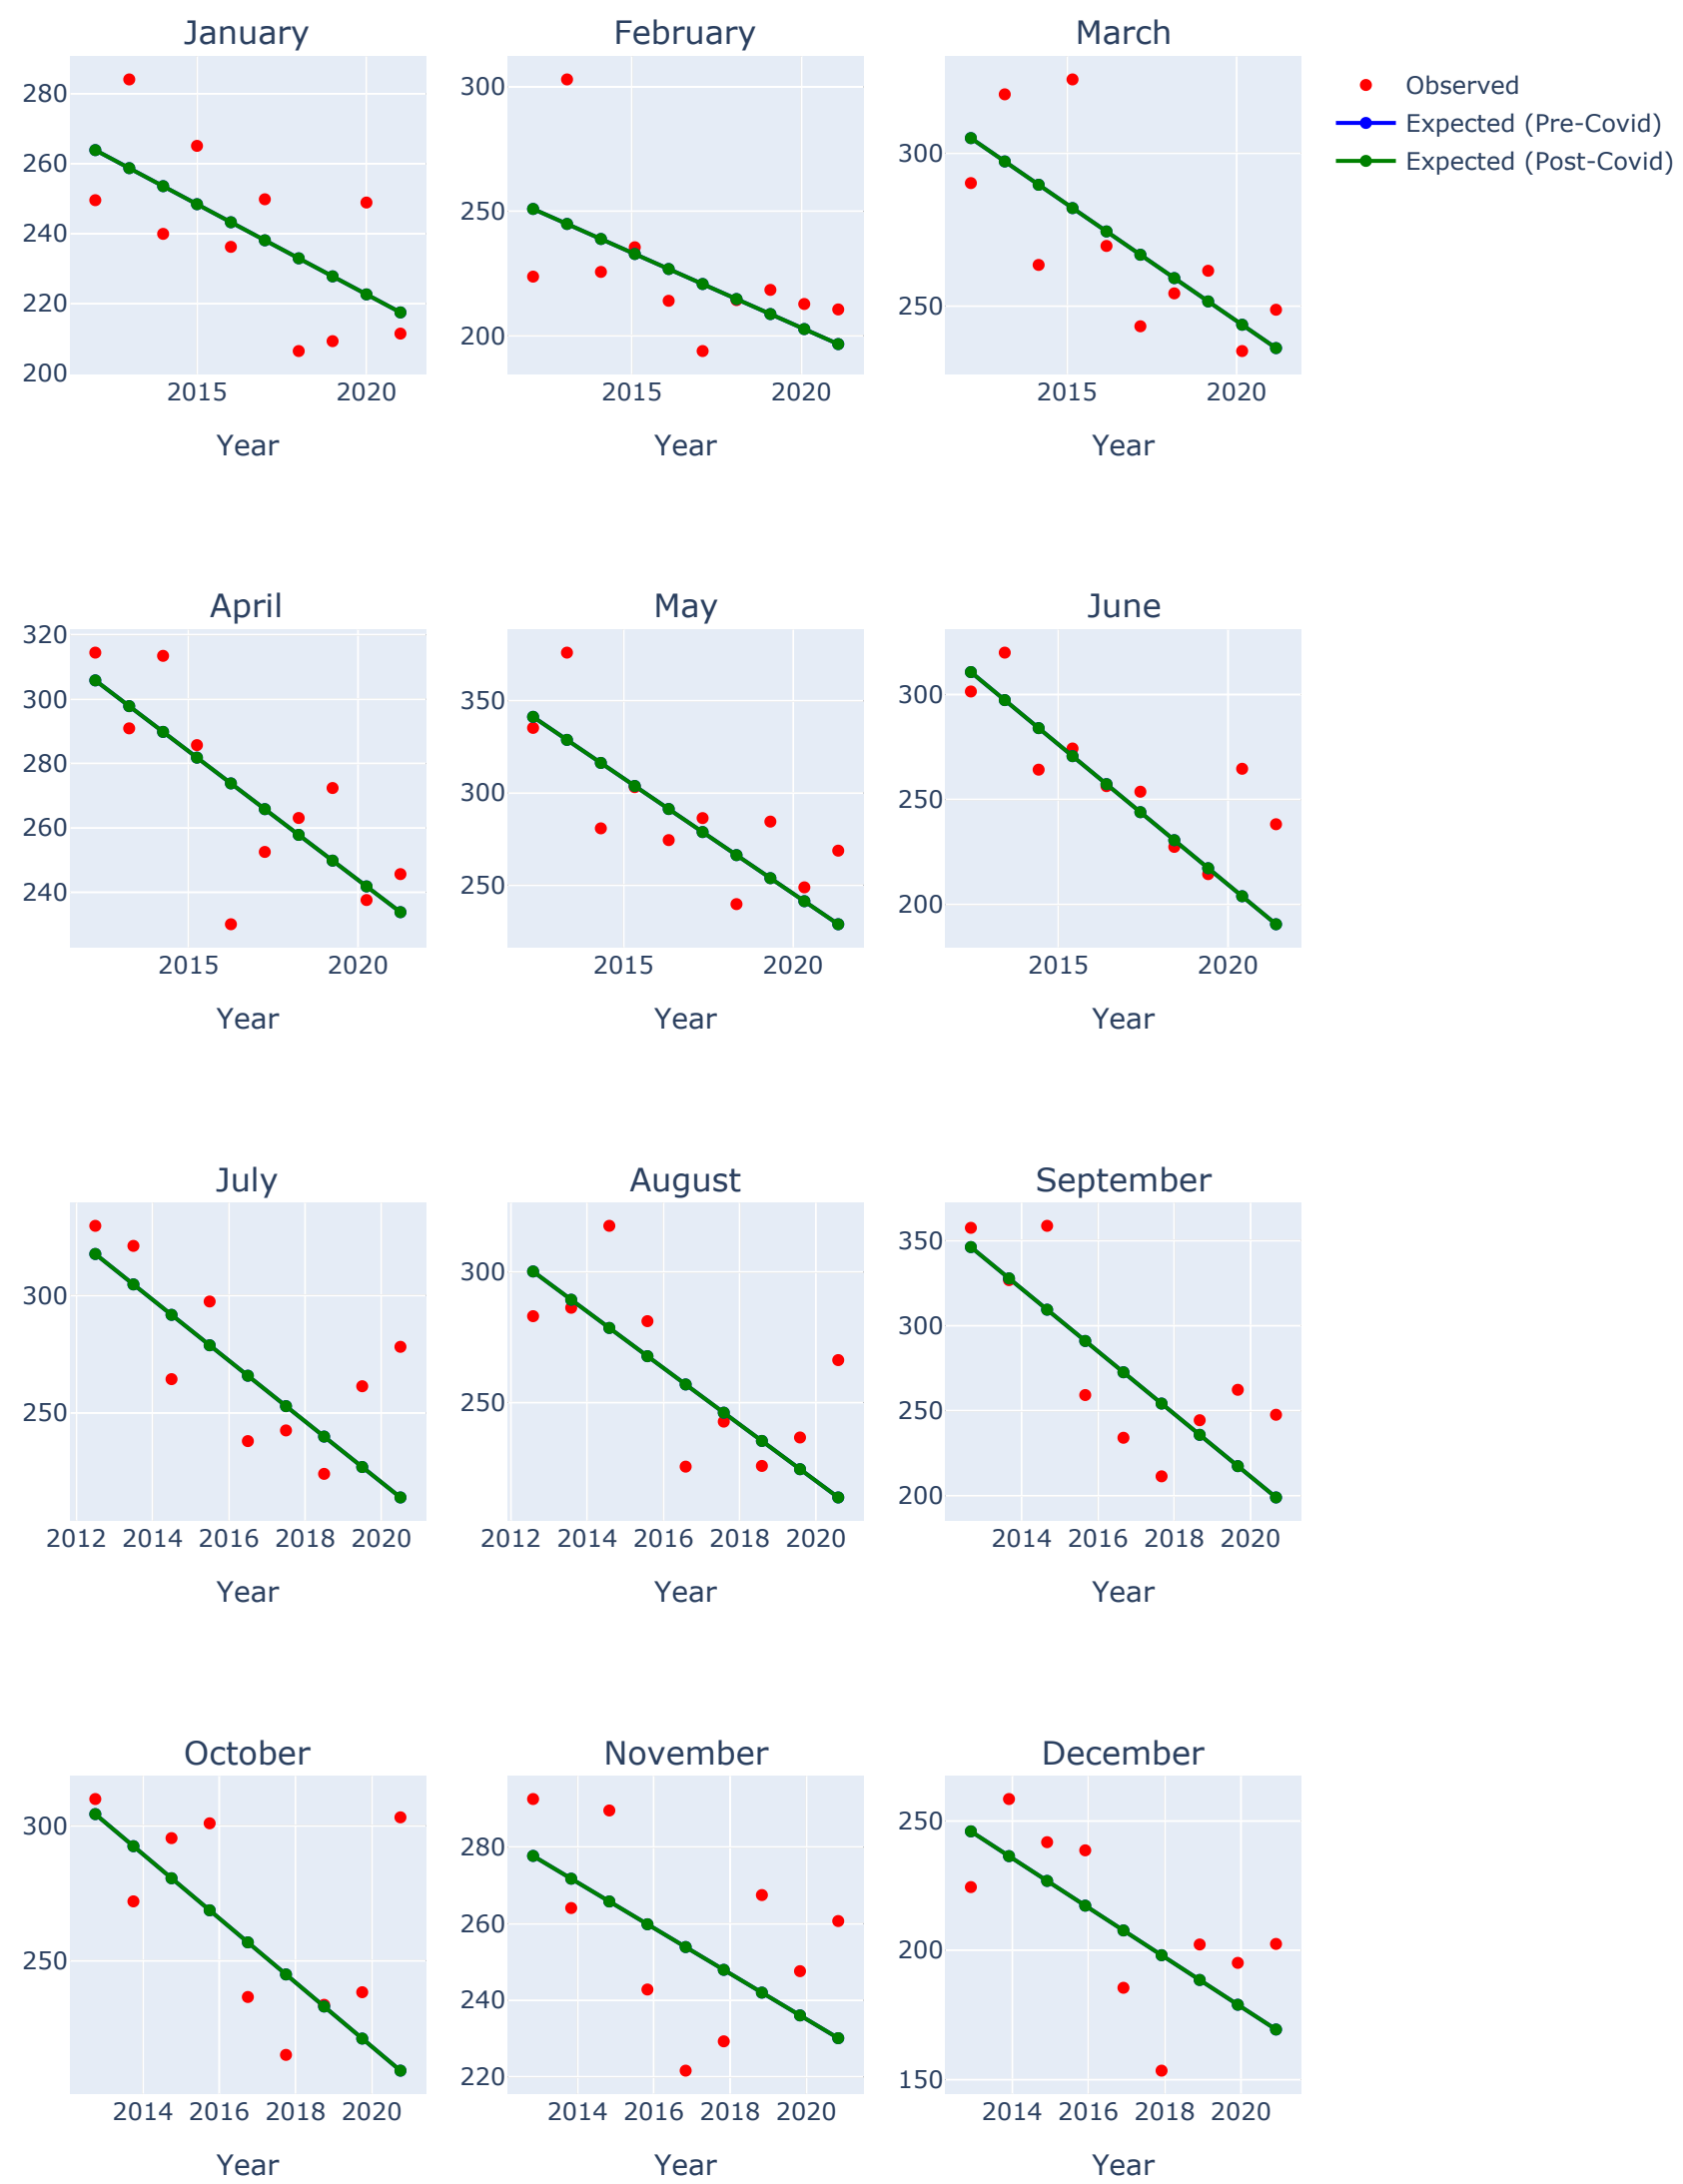 January February March
280
260
240
220
200
2015 2020
Year
300
250
200
2015 2020
Year
300
250
2015 2020
Year
Observed
Expected (Pre-Covid)
Expected (Post-Covid)
April May June
320
300
280
260
240
2015 2020
Year
350
300
250
2015 2020
Year
300
250
200
2015 2020
Year
July August September
300
250
2012 2014 2016 2018 2020
Year
300
250
2012 2014 2016 2018 2020
Year
350
300
250
200
2014 2016 2018 2020
Year
October November December
300
250
2014 2016 2018 2020
Year
280
260
240
220
2014 2016 2018 2020
Year
250
200
150
2014 2016 2018 2020
Year